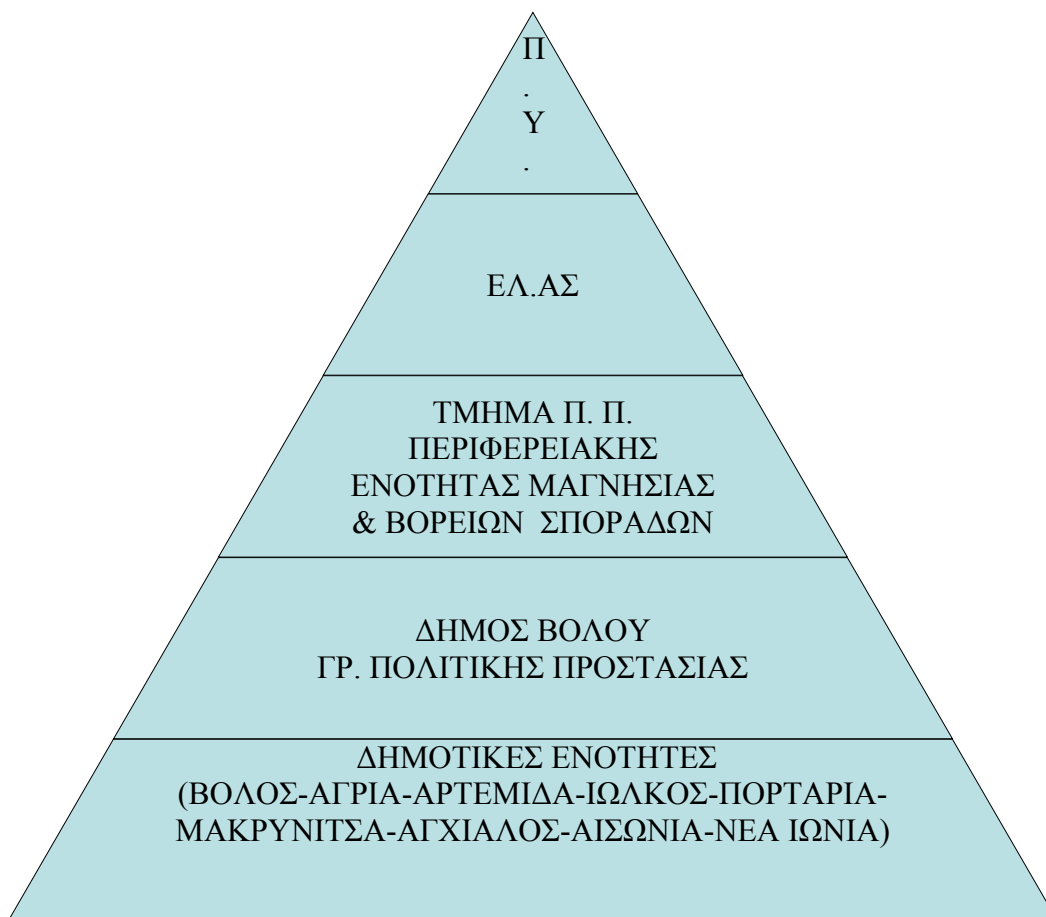 Π
.
Υ
.
ΕΛ.ΑΣ
ΤΜΗΜΑ Π. Π.
ΠΕΡΙΦΕΡΕΙΑΚΗΣ
ΕΝΟΤΗΤΑΣ ΜΑΓΝΗΣΙΑΣ
& ΒΟΡΕΙΩΝ ΣΠΟΡΑΔΩΝ
ΔΗΜΟΣ ΒΟΛΟΥ
ΓΡ. ΠΟΛΙΤΙΚΗΣ ΠΡΟΣΤΑΣΙΑΣ
ΔΗΜΟΤΙΚΕΣ ΕΝΟΤΗΤΕΣ
(ΒΟΛΟΣ-ΑΓΡΙΑ-ΑΡΤΕΜΙΔΑ-ΙΩΛΚΟΣ-ΠΟΡΤΑΡΙΑ-
ΜΑΚΡΥΝΙΤΣΑ-ΑΓΧΙΑΛΟΣ-ΑΙΣΩΝΙΑ-ΝΕΑ ΙΩΝΙΑ)